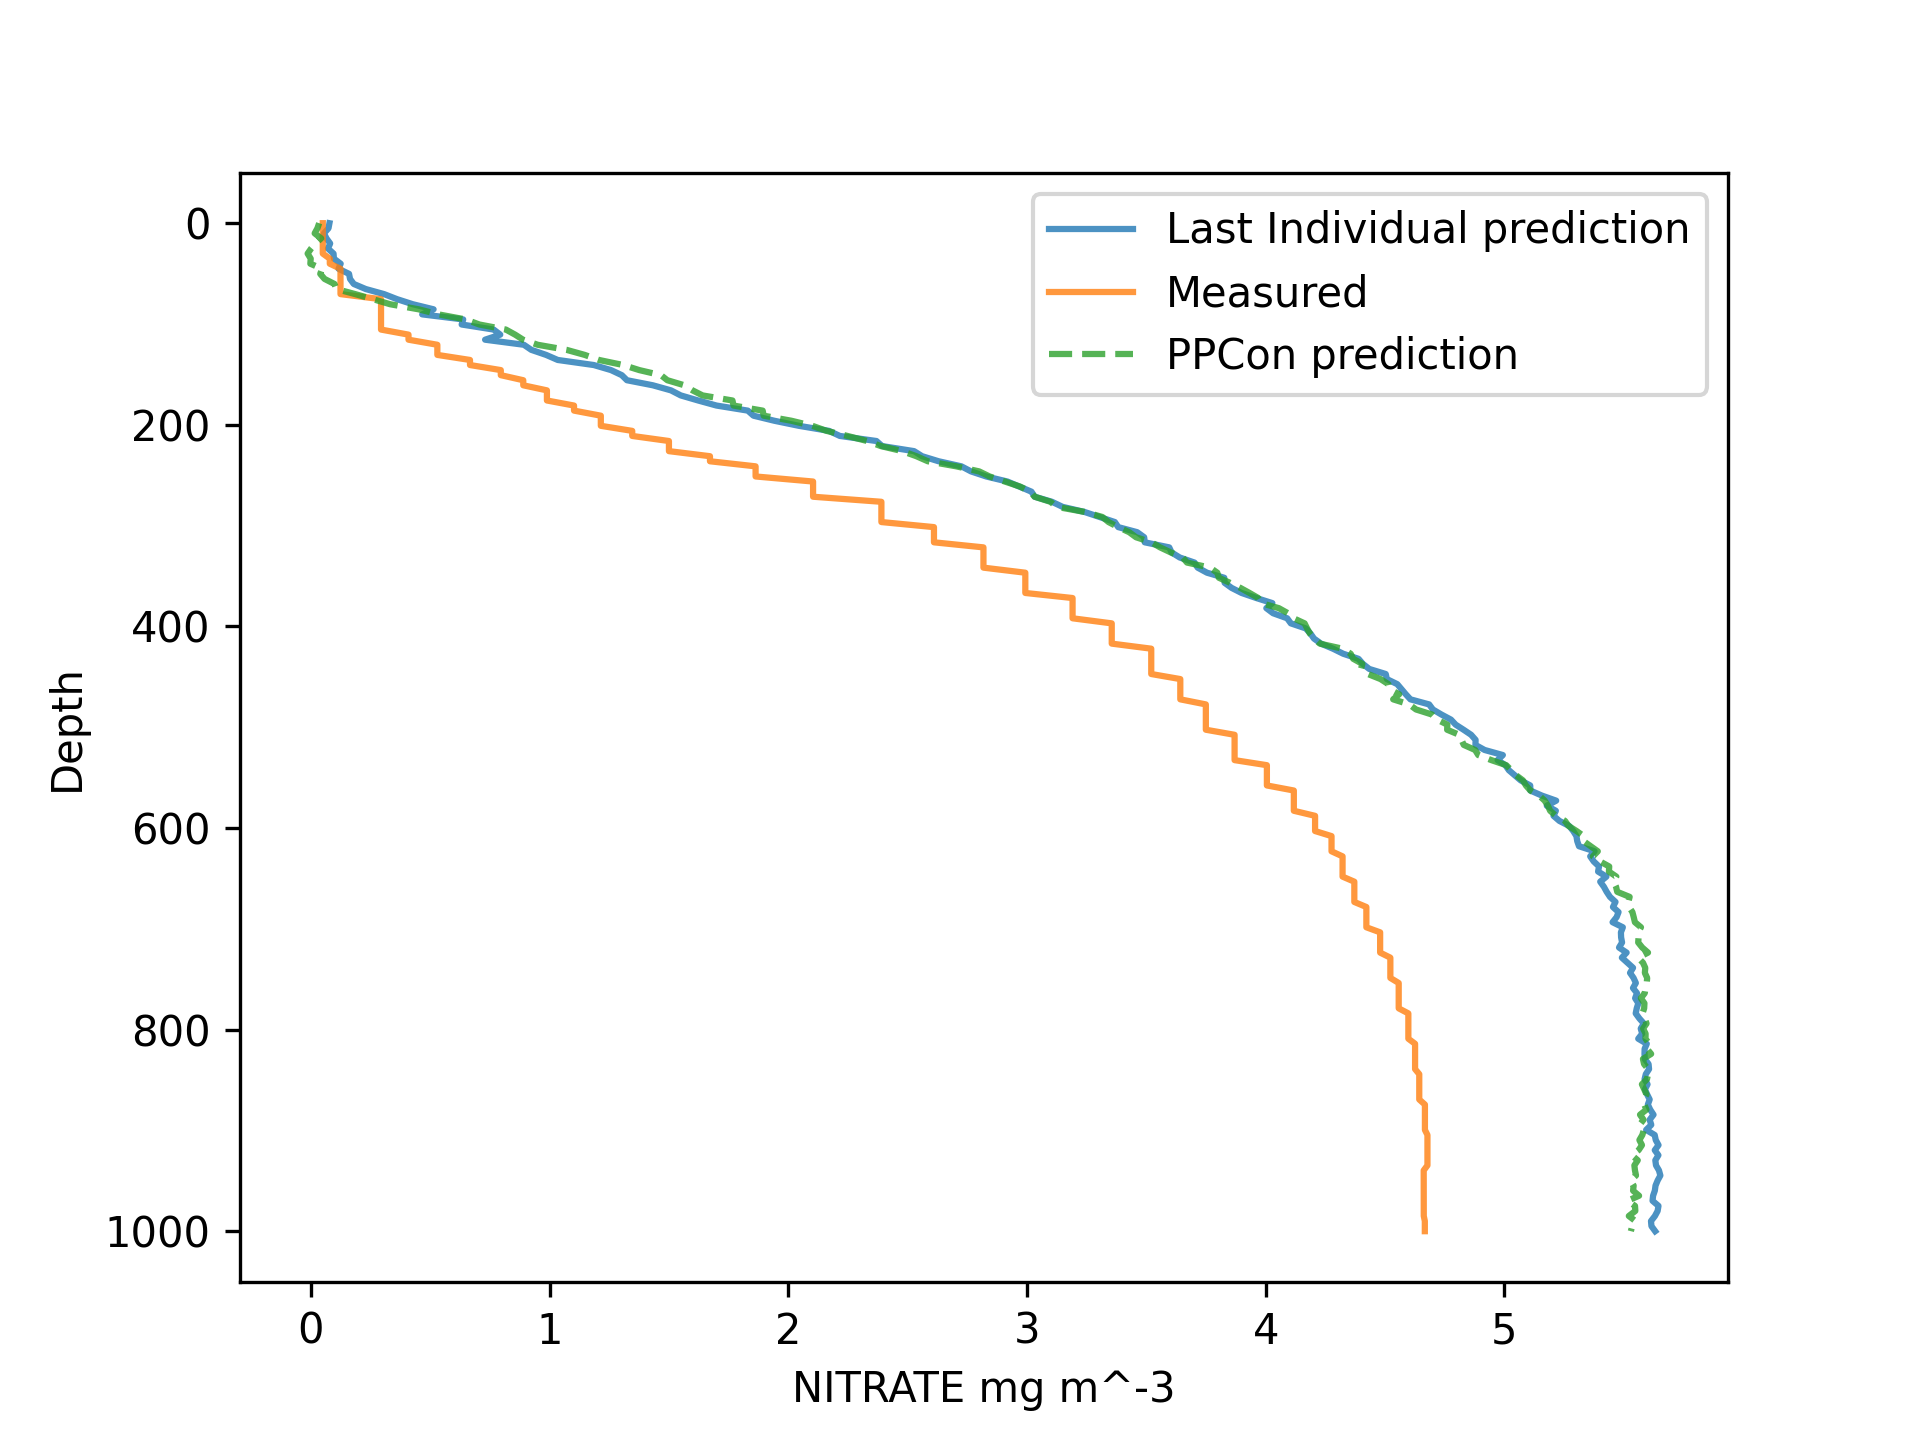 Last Individual prediction
Measured
PPCon prediction
0
200
400
600
800
1000
Depth
0 1 2 3 4 5
NITRATE mg m^-3